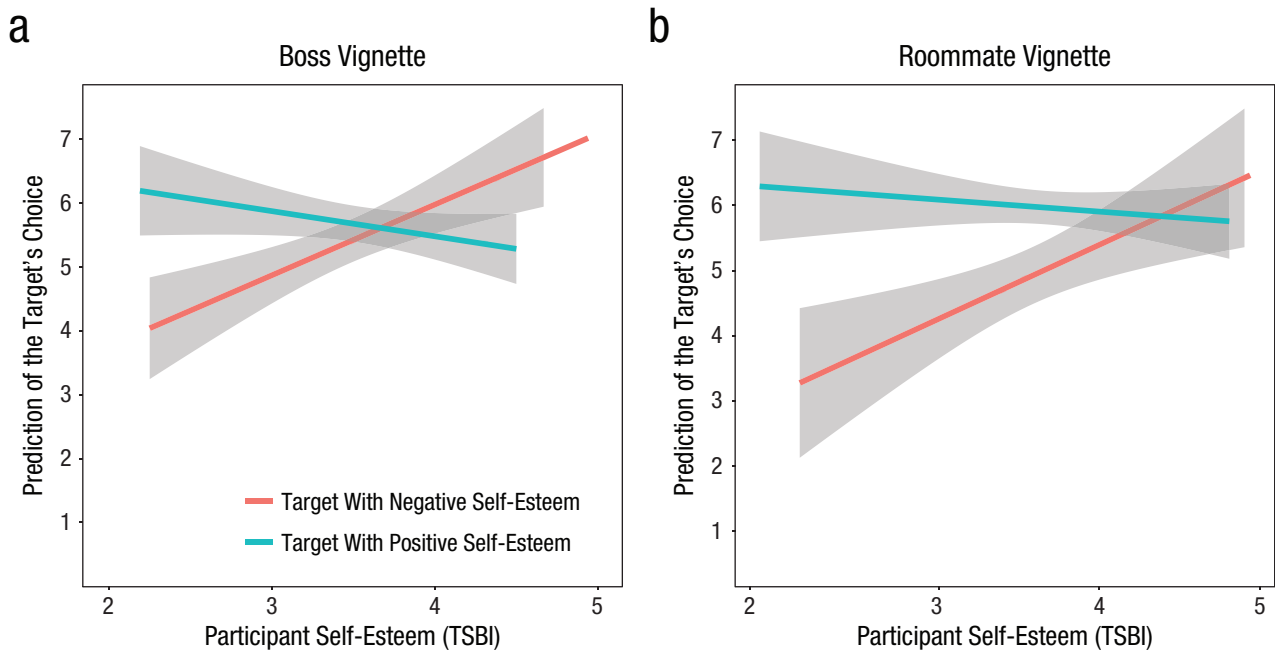 a
Boss Vignette
Prediction of the Target's Choice
7
6
5
4
3
2
1
Target With Negative Self-Esteem
Target With Positive Self-Esteem
2
3
4
5
Participant Self-Esteem (TSBI)
b
Roommate Vignette
Prediction of the Target's Choice
7
6
5
4
3
2
1
2
3
4
5
Participant Self-Esteem (TSBI)